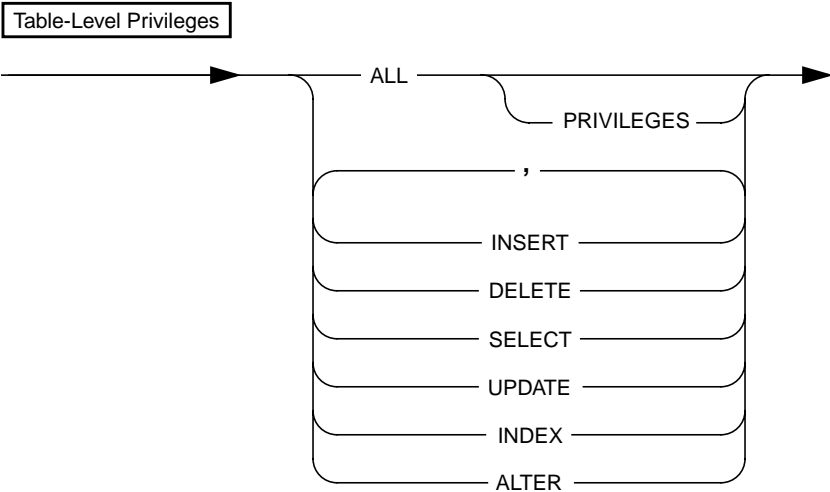 Table-Level Privileges
ALL
PRIVILEGES
,
INSERT
DELETE
SELECT
UPDATE
INDEX
ALTER